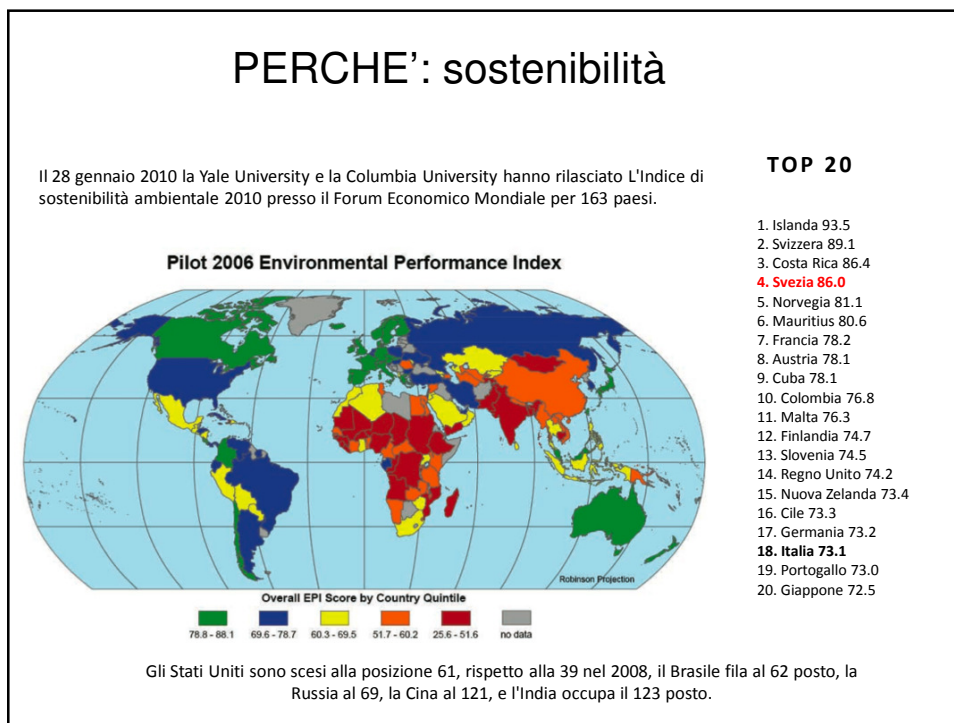 PERCHE’: sostenibilità
Il 28 gennaio 2010 la Yale University e la Columbia University hanno rilasciato L'Indice di
sostenibilità ambientale 2010 presso il Forum Economico Mondiale per 163 paesi.
Pilot 2006 Environmental Performance Index
Robinson Projection
Overall EPI Score by Country Quintile
78.8 - 88.1 69.6 - 78.7 60.3 - 69.5 51.7 - 60.2 25.6 - 51.6 no data
TOP 20
1. Islanda 93.5
2. Svizzera 89.1
3. Costa Rica 86.4
4. Svezia 86.0
5. Norvegia 81.1
6. Mauritius 80.6
7. Francia 78.2
8. Austria 78.1
9. Cuba 78.1
10. Colombia 76.8
11. Malta 76.3
12. Finlandia 74.7
13. Slovenia 74.5
14. Regno Unito 74.2
15. Nuova Zelanda 73.4
16. Cile 73.3
17. Germania 73.2
18. Italia 73.1
19. Portogallo 73.0
20. Giappone 72.5
Gli Stati Uniti sono scesi alla posizione 61, rispetto alla 39 nel 2008, il Brasile fila al 62 posto, la
Russia al 69, la Cina al 121, e l'India occupa il 123 posto.